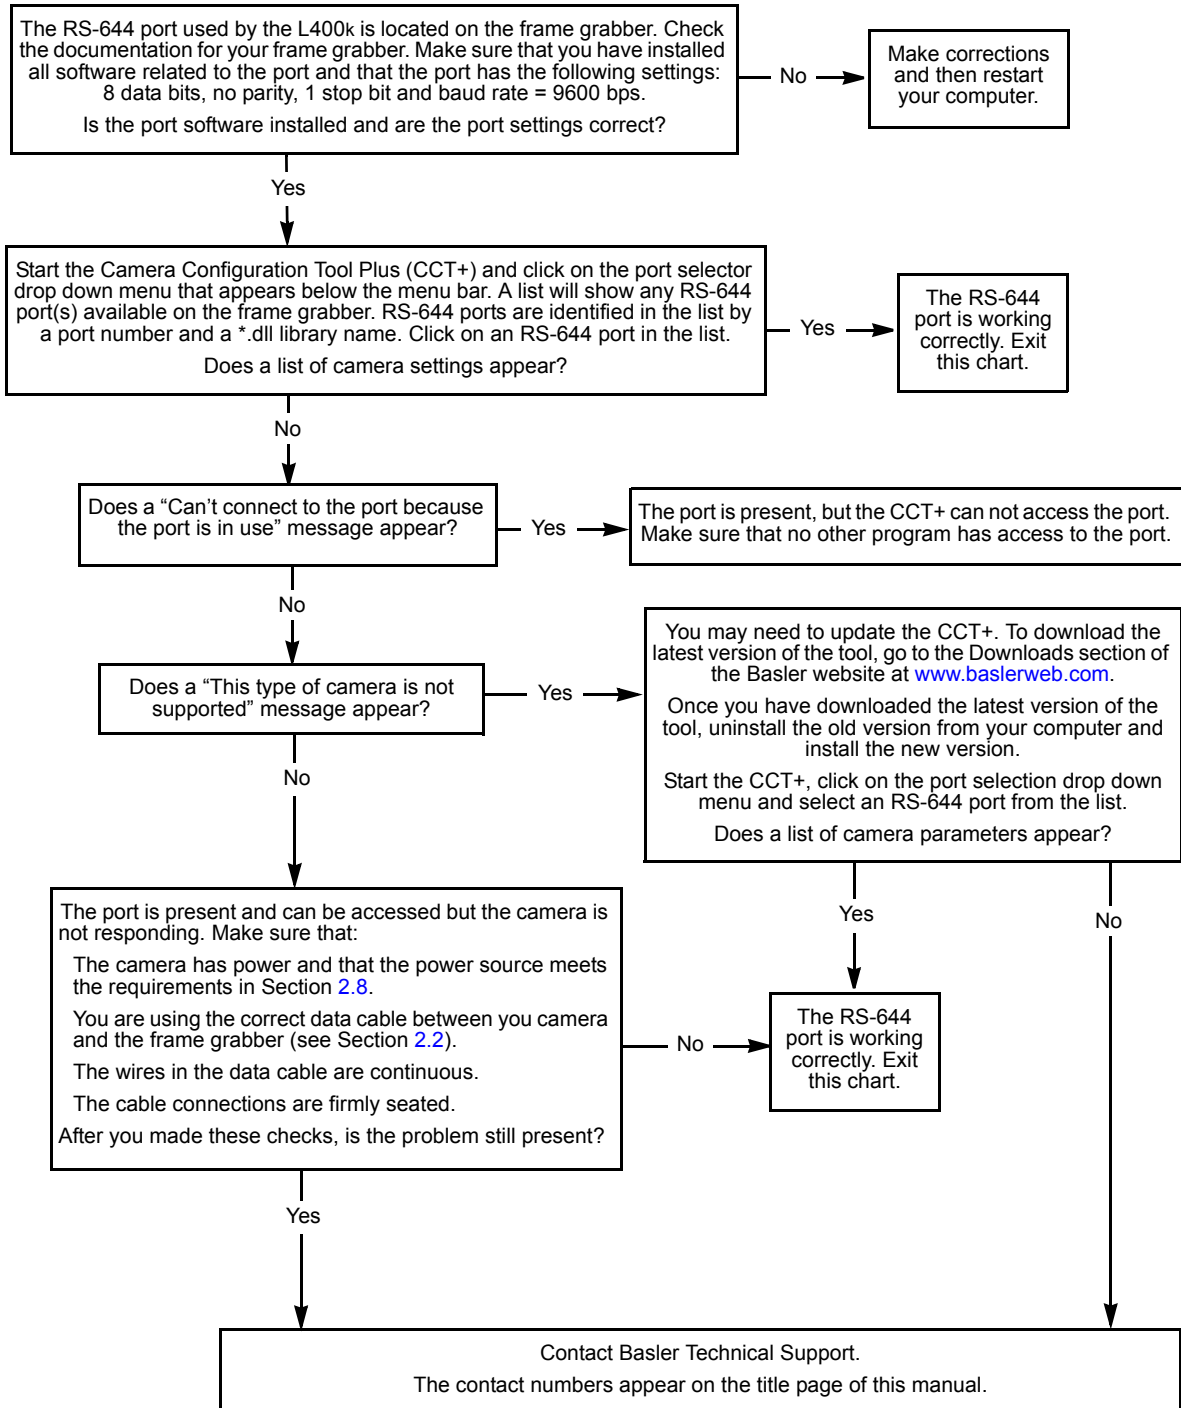 The RS-644 port used by the L400k is located on the frame grabber. Check
the documentation for your frame grabber. Make sure that you have installed
all software related to the port and that the port has the following settings:
8 data bits, no parity, 1 stop bit and baud rate = 9600 bps.
Is the port software installed and are the port settings correct?
No
Make corrections
and then restart
your computer.
Yes
Start the Camera Configuration Tool Plus (CCT+) and click on the port selector
drop down menu that appears below the menu bar. A list will show any RS-644
port(s) available on the frame grabber. RS-644 ports are identified in the list by
a port number and a *.dll library name. Click on an RS-644 port in the list.
Does a list of camera settings appear?
Yes
The RS-644
port is working
correctly. Exit
this chart.
No
Does a “Can’t connect to the port because
the port is in use” message appear?
Yes
The port is present, but the CCT+ can not access the port.
Make sure that no other program has access to the port.
No
Does a “This type of camera is not
supported” message appear?
Yes
You may need to update the CCT+. To download the
latest version of the tool, go to the Downloads section of
the Basler website at www.baslerweb.com.
Once you have downloaded the latest version of the
tool, uninstall the old version from your computer and
install the new version.
Start the CCT+, click on the port selection drop down
menu and select an RS-644 port from the list.
Does a list of camera parameters appear?
No
Yes
No
The port is present and can be accessed but the camera is
not responding. Make sure that:
The camera has power and that the power source meets
the requirements in Section 2.8.
You are using the correct data cable between you camera
and the frame grabber (see Section 2.2).
The wires in the data cable are continuous.
The cable connections are firmly seated.
After you made these checks, is the problem still present?
No
The RS-644
port is working
correctly. Exit
this chart.
Yes
Contact Basler Technical Support.
The contact numbers appear on the title page of this manual.